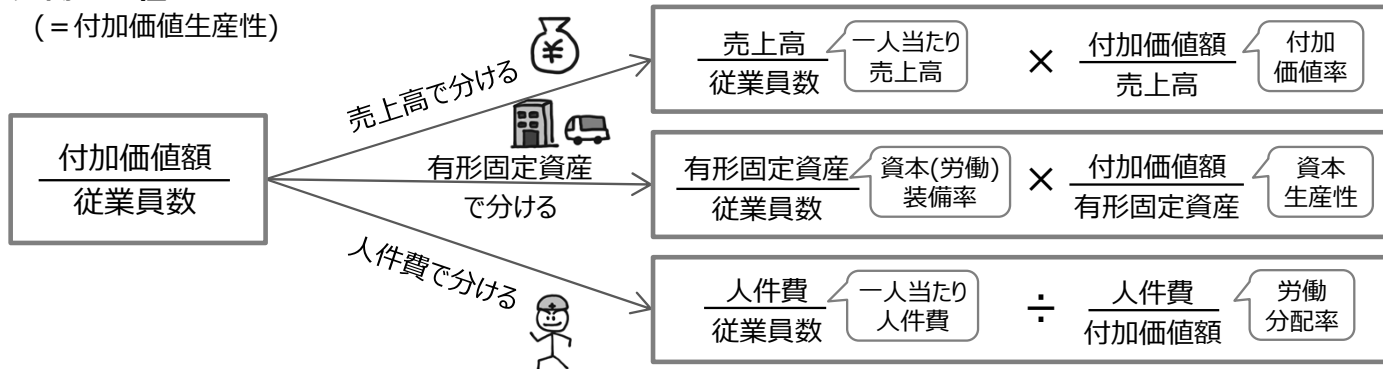 (＝付加価値生産性)
付加価値額
従業員数
売上高で分ける
¥
有形固定資産
で分ける
人件費で分ける
売上高
従業員数
一人当たり
売上高
×
付加価値額
売上高
付加
価値率
有形固定資産
従業員数
資本(労働)
装備率
×
付加価値額
有形固定資産
資本
生産性
人件費
従業員数
一人当たり
人件費
÷
人件費
付加価値額
労働
分配率